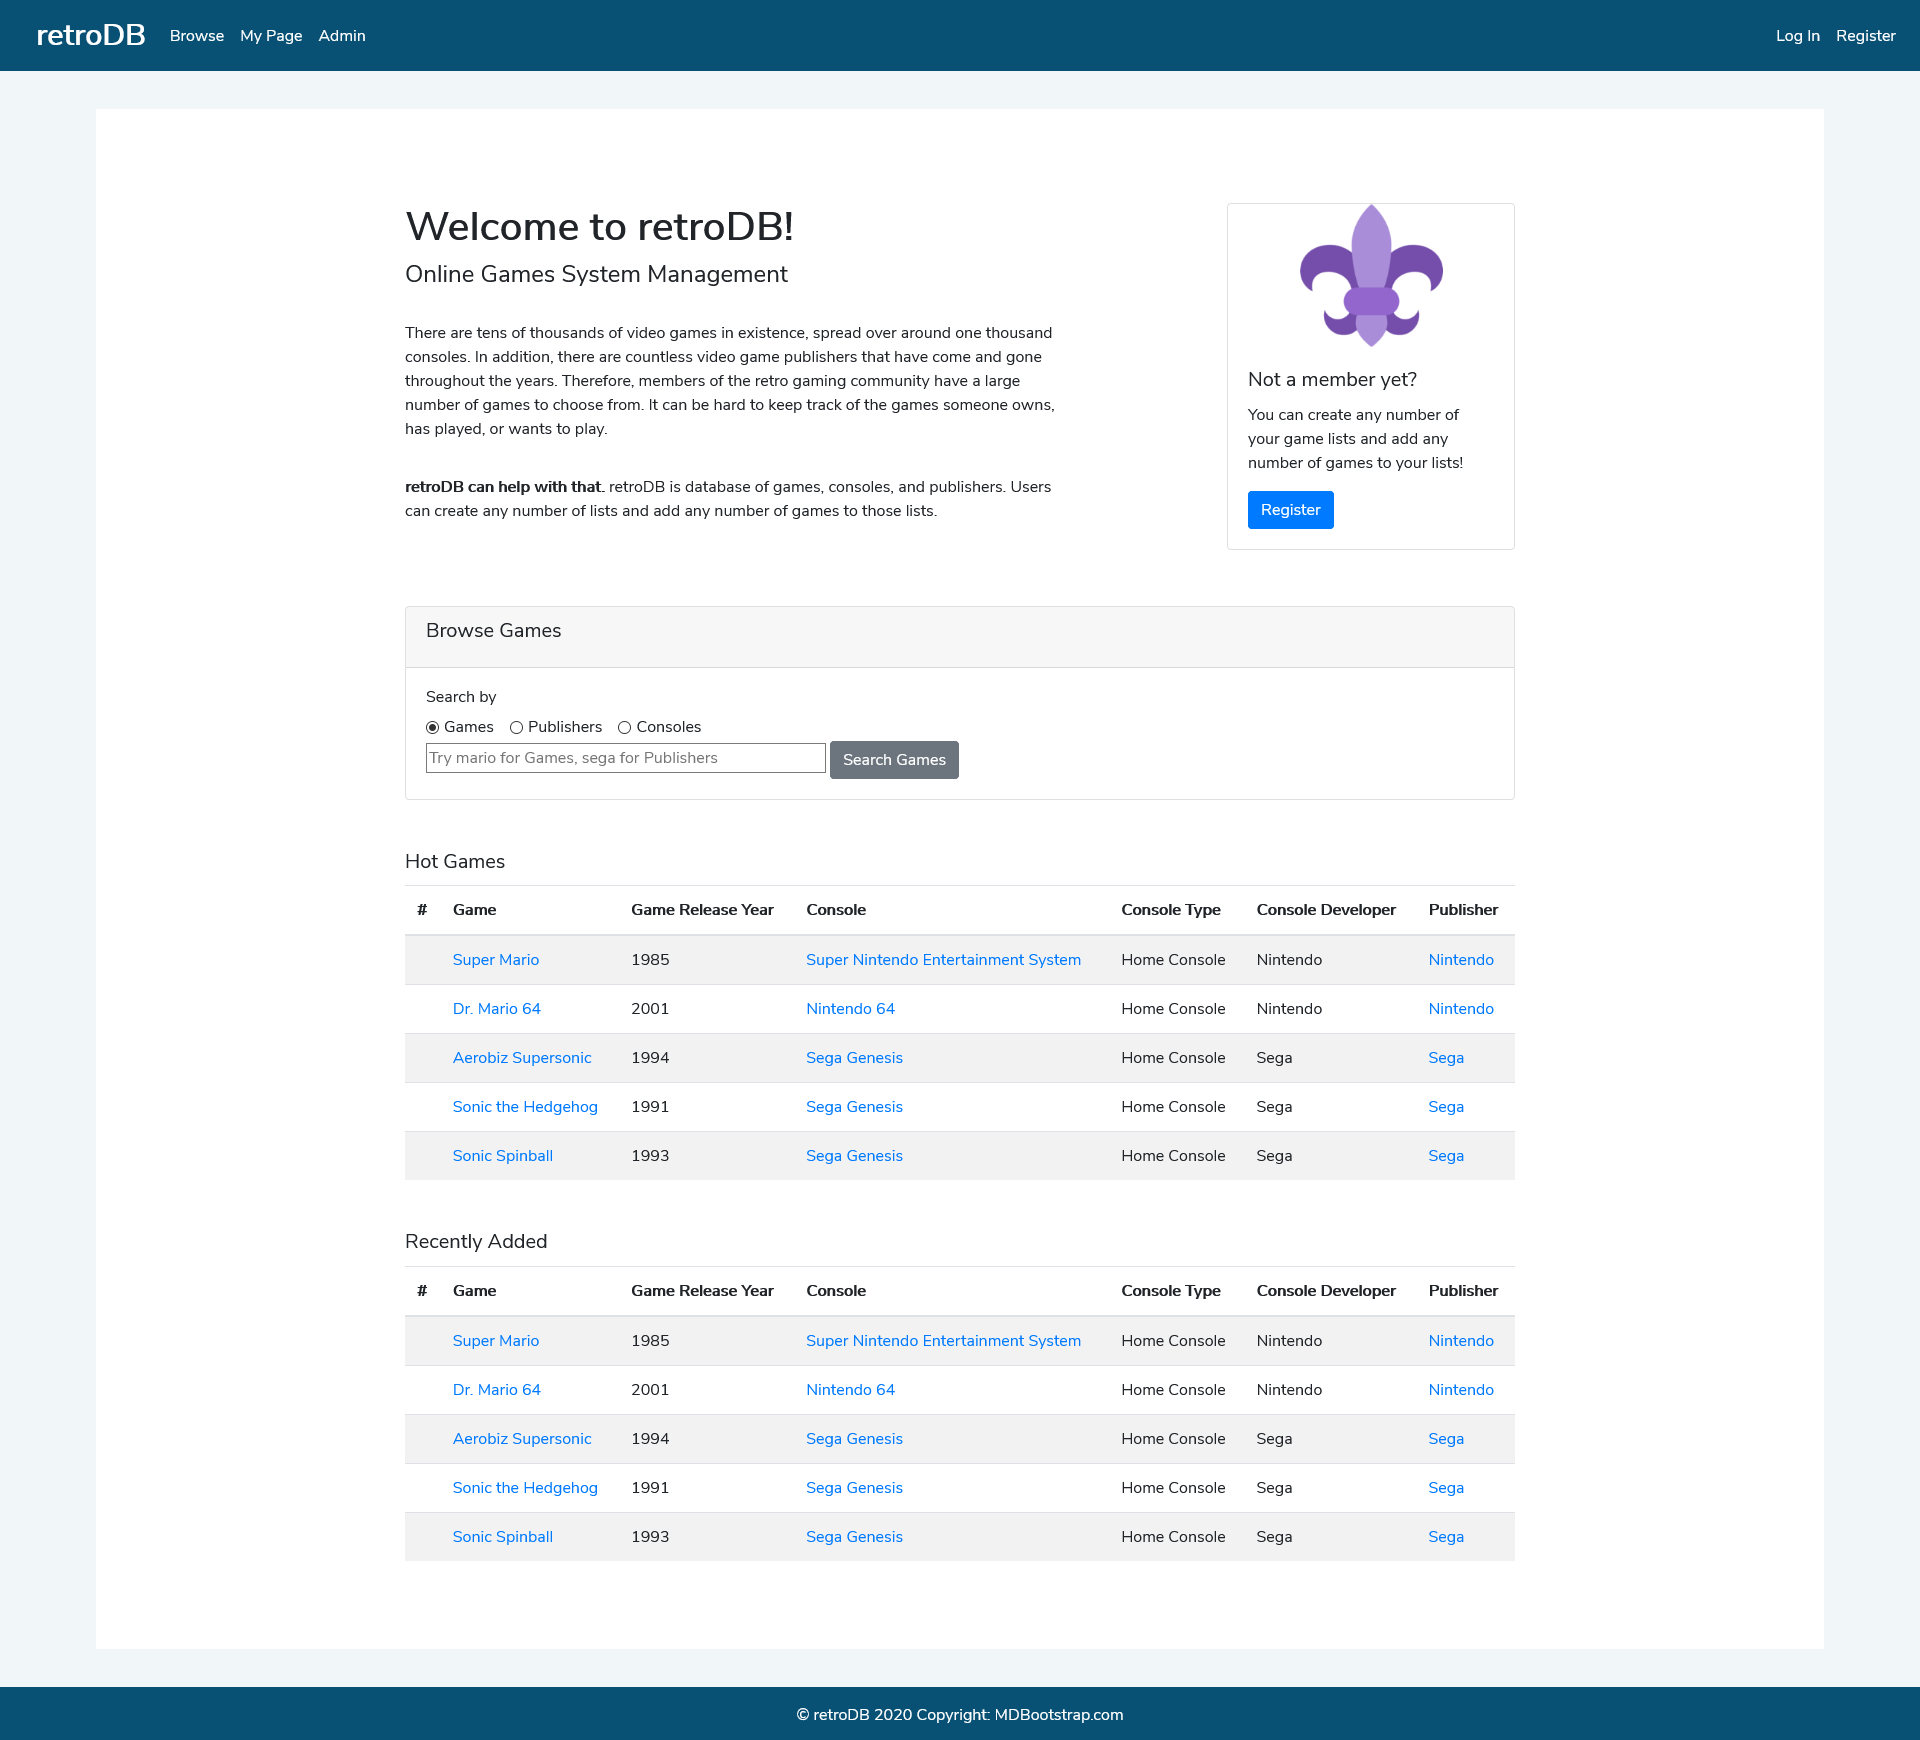 retroDB Browse My Page Admin Log In Register
Welcome to retroDB!
Online Games System Management
There are tens of thousands of video games in existence, spread over around one thousand
consoles. In addition, there are countless video game publishers that have come and gone
throughout the years. Therefore, members of the retro gaming community have a large
number of games to choose from. It can be hard to keep track of the games someone owns,
has played, or wants to play.
retroDB can help with that. retroDB is database of games, consoles, and publishers. Users
can create any number of lists and add any number of games to those lists.
Not a member yet?
You can create any number of
your game lists and add any
number of games to your lists!
Register
Browse Games
Search by
Games Publishers Consoles
Try mario for Games, sega for Publishers Search Games
Hot Games
# Game Game Release Year Console Console Type Console Developer Publisher
Super Mario 1985 Super Nintendo Entertainment System Home Console Nintendo Nintendo
Dr. Mario 64 2001 Nintendo 64 Home Console Nintendo Nintendo
Aerobiz Supersonic 1994 Sega Genesis Home Console Sega Sega
Sonic the Hedgehog 1991 Sega Genesis Home Console Sega Sega
Sonic Spinball 1993 Sega Genesis Home Console Sega Sega
Recently Added
# Game Game Release Year Console Console Type Console Developer Publisher
Super Mario 1985 Super Nintendo Entertainment System Home Console Nintendo Nintendo
Dr. Mario 64 2001 Nintendo 64 Home Console Nintendo Nintendo
Aerobiz Supersonic 1994 Sega Genesis Home Console Sega Sega
Sonic the Hedgehog 1991 Sega Genesis Home Console Sega Sega
Sonic Spinball 1993 Sega Genesis Home Console Sega Sega
© retroDB 2020 Copyright: MDBootstrap.com